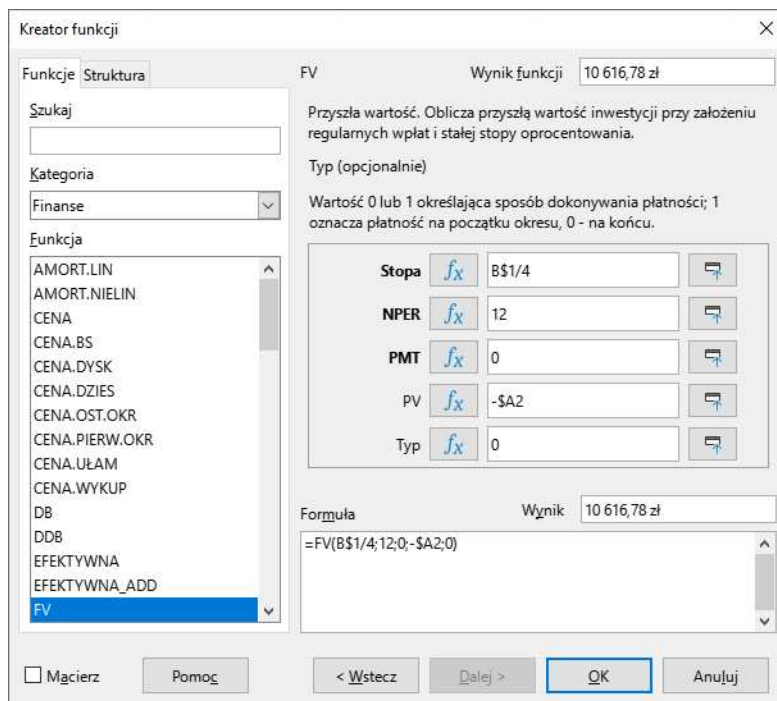 Kreator funkcji
Funkcje Struktura
Szukaj
Kategoria
Finanse
Funkcja
AMORT.LIN
AMORT.NIELIN
CENA
CENA.BS
CENA.DYSK
CENA.DZIES
CENA.OST.OKR
CENA.PIERW.OKR
CENA.UŁAM
CENA.WYKUP
DB
DDB
EFEKTYWNA
EFEKTYWNA_ADD
FV
FV Wynik funkcji 10 616,78 zł
Przyszła wartość. Oblicza przyszłą wartość inwestycji przy założeniu
regularnych wpłat i stałej stopy oprocentowania.
Typ (opcjonalnie)
Wartość 0 lub 1 określająca sposób dokonywania płatności; 1
oznacza płatność na początku okresu, 0 - na końcu.
Stopa fx B$1/4
NPER fx 12
PMT fx 0
PV fx -$A2
Typ fx 0
Formuła Wynik 10 616,78 zł
=FV(B$1/4;12;0;-$A2;0)
Macierz Pomoc < Wstecz Dalej > OK Anuluj